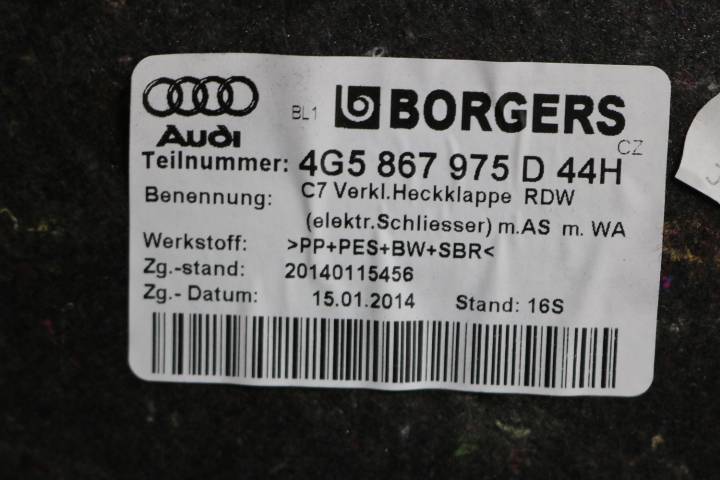 BL1 BORGERS
Audi CZ
Teilnummer: 4G5 867 975 D 44H
Benennung: C7 Verkl.Heckklappe RDW
(elektr.Schliesser) m.AS m. WA
Werkstoff: >PP+PES+BW+SBR<
Zg.-stand: 20140115456
Zg.- Datum: 15.01.2014 Stand: 16S